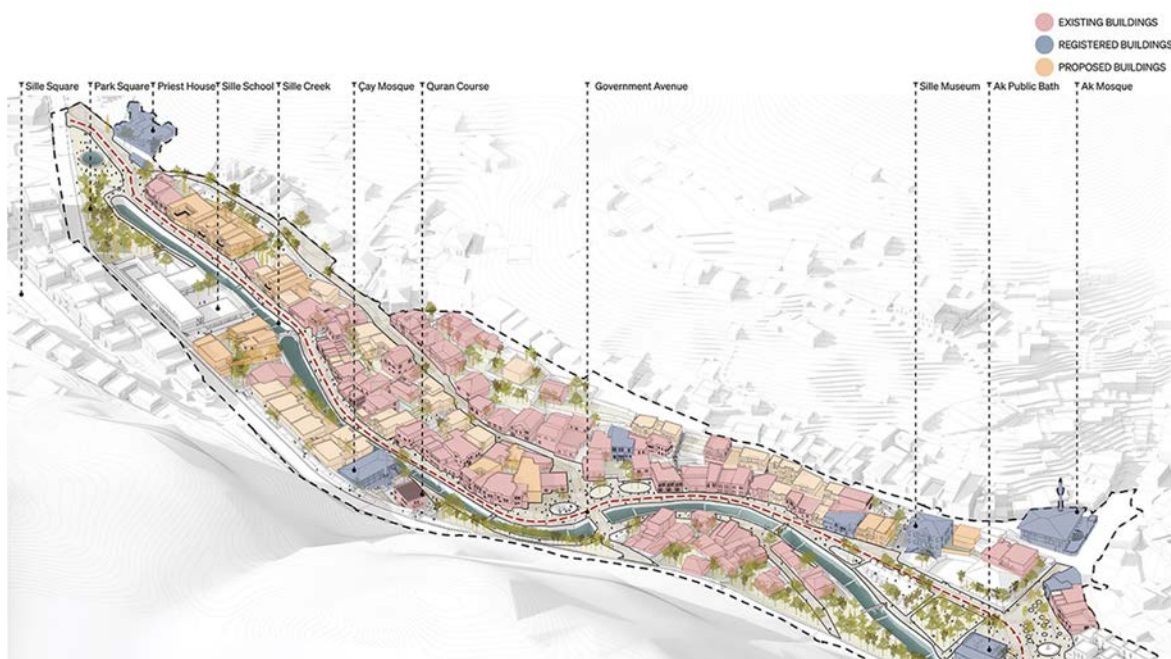 EXISTING BUILDINGS
REGISTERED BUILDINGS
PROPOSED BUILDINGS
Sille Square
Park Square
Priest House
Sille School
Sille Creek
Çay Mosque
Quran Course
Government Avenue
Sille Museum
Ak Public Bath
Ak Mosque